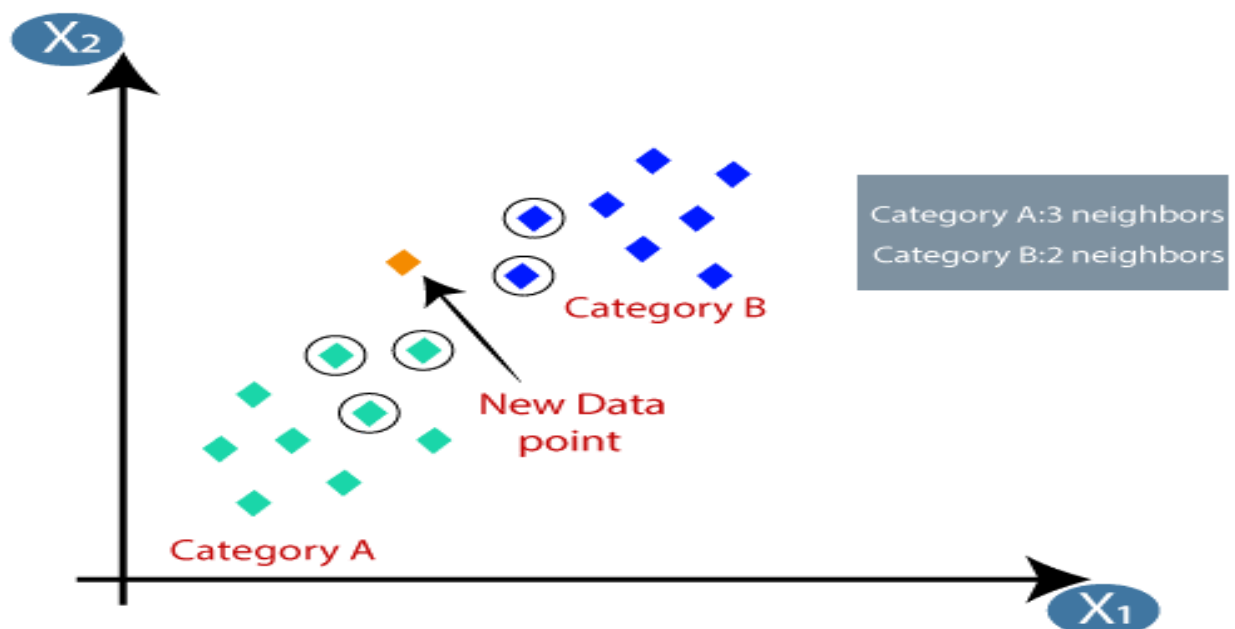 X₂
Category A:3 neighbors
Category B:2 neighbors
Category B
New Data
point
Category A
X₁